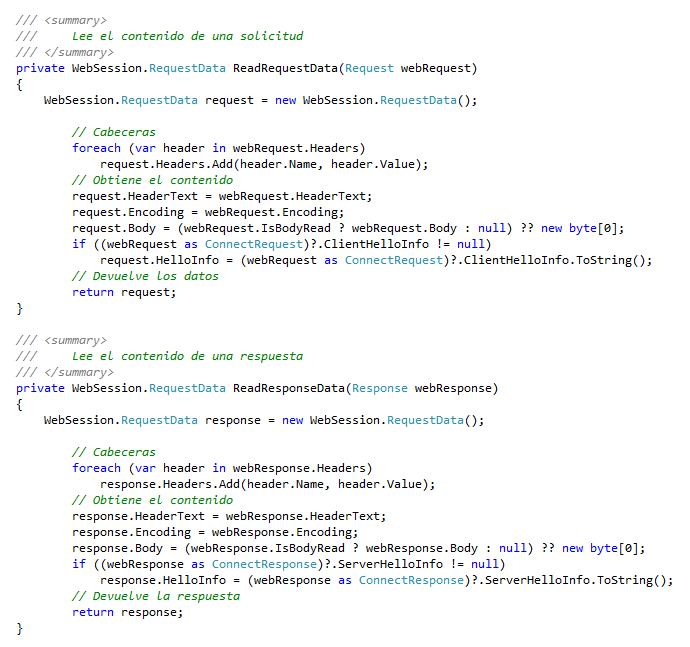 /// <summary>
///     Lee el contenido de una solicitud
/// </summary>
private WebSession.RequestData ReadRequestData(Request webRequest)
{
    WebSession.RequestData request = new WebSession.RequestData();

        // Cabeceras
        foreach (var header in webRequest.Headers)
            request.Headers.Add(header.Name, header.Value);
        // Obtiene el contenido
        request.HeaderText = webRequest.HeaderText;
        request.Encoding = webRequest.Encoding;
        request.Body = (webRequest.IsBodyRead ? webRequest.Body : null) ?? new byte[0];
        if ((webRequest as ConnectRequest)?.ClientHelloInfo != null)
            request.HelloInfo = (webRequest as ConnectRequest)?.ClientHelloInfo.ToString();
        // Devuelve los datos
        return request;
}

/// <summary>
///     Lee el contenido de una respuesta
/// </summary>
private WebSession.RequestData ReadResponseData(Response webResponse)
{
    WebSession.RequestData response = new WebSession.RequestData();

        // Cabeceras
        foreach (var header in webResponse.Headers)
            response.Headers.Add(header.Name, header.Value);
        // Obtiene el contenido
        response.HeaderText = webResponse.HeaderText;
        response.Encoding = webResponse.Encoding;
        response.Body = (webResponse.IsBodyRead ? webResponse.Body : null) ?? new byte[0];
        if ((webResponse as ConnectResponse)?.ServerHelloInfo != null)
            response.HelloInfo = (webResponse as ConnectResponse)?.ServerHelloInfo.ToString();
        // Devuelve la respuesta
        return response;
}